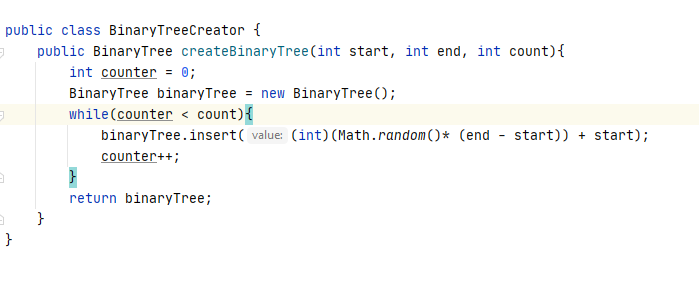 public class BinaryTreeCreator {
    public BinaryTree createBinaryTree(int start, int end, int count){
        int counter = 0;
        BinaryTree binaryTree = new BinaryTree();
        while(counter < count){
            binaryTree.insert( value: (int)(Math.random()* (end - start)) + start);
            counter++;
        }
        return binaryTree;
    }
}